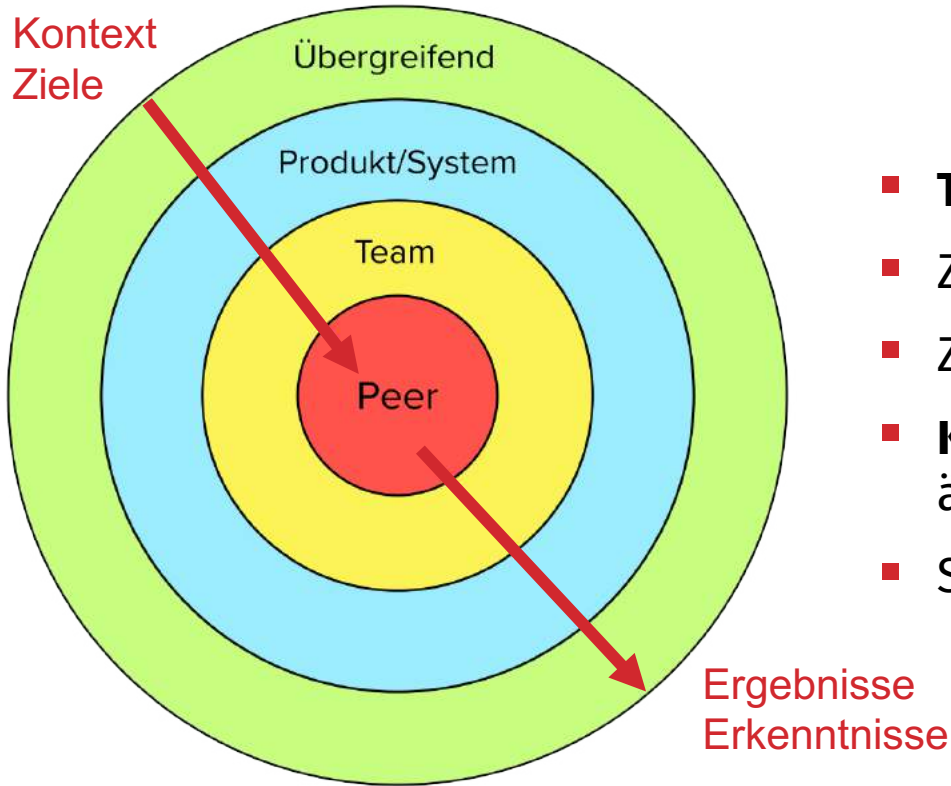 Kontext
Ziele
Übergreifend
Produkt/System
Team
Peer
Ergebnisse
Erkenntnisse